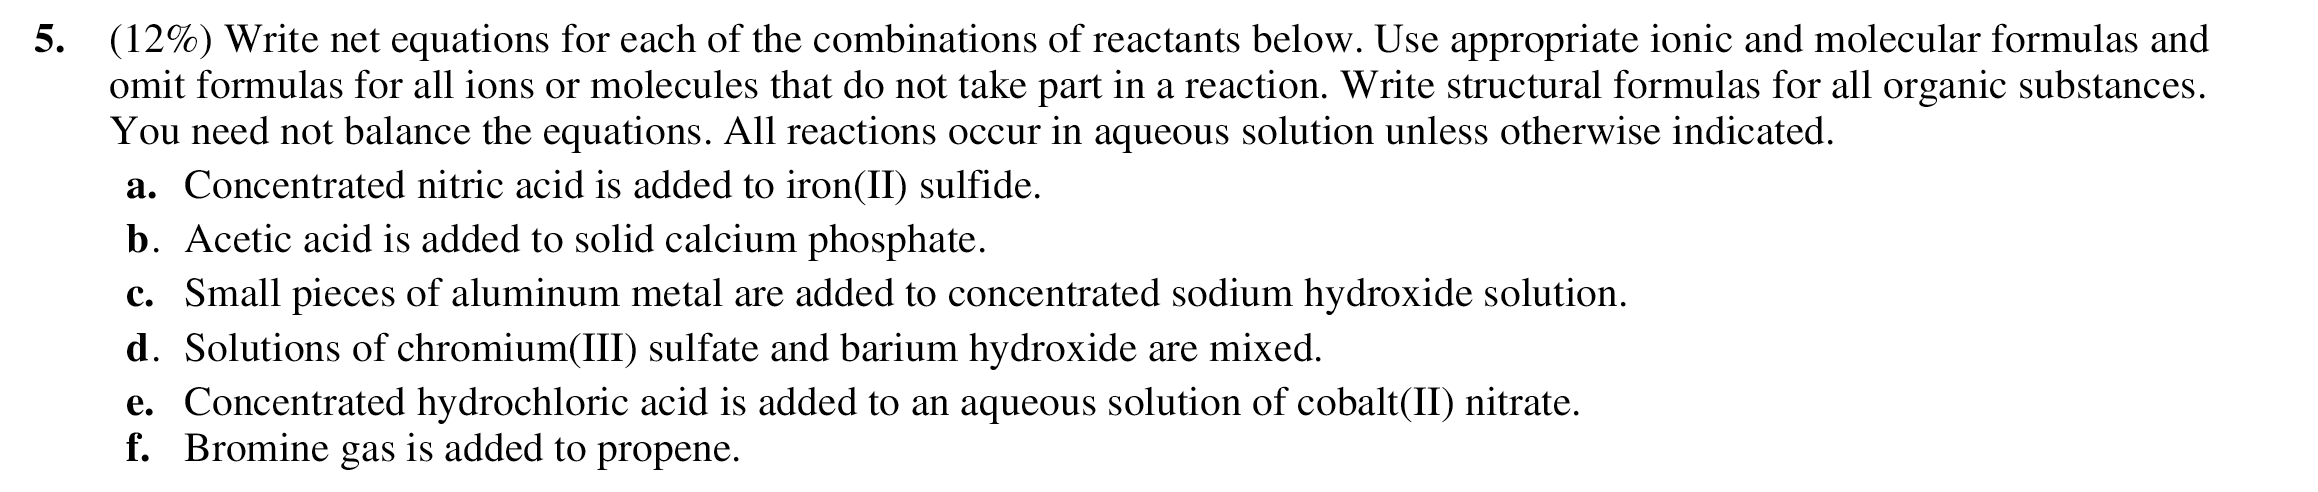 5. (12%) Write net equations for each of the combinations of reactants below. Use appropriate ionic and molecular formulas and
omit formulas for all ions or molecules that do not take part in a reaction. Write structural formulas for all organic substances.
You need not balance the equations. All reactions occur in aqueous solution unless otherwise indicated.
a. Concentrated nitric acid is added to iron(II) sulfide.
b. Acetic acid is added to solid calcium phosphate.
c. Small pieces of aluminum metal are added to concentrated sodium hydroxide solution.
d. Solutions of chromium(III) sulfate and barium hydroxide are mixed.
e. Concentrated hydrochloric acid is added to an aqueous solution of cobalt(II) nitrate.
f. Bromine gas is added to propene.